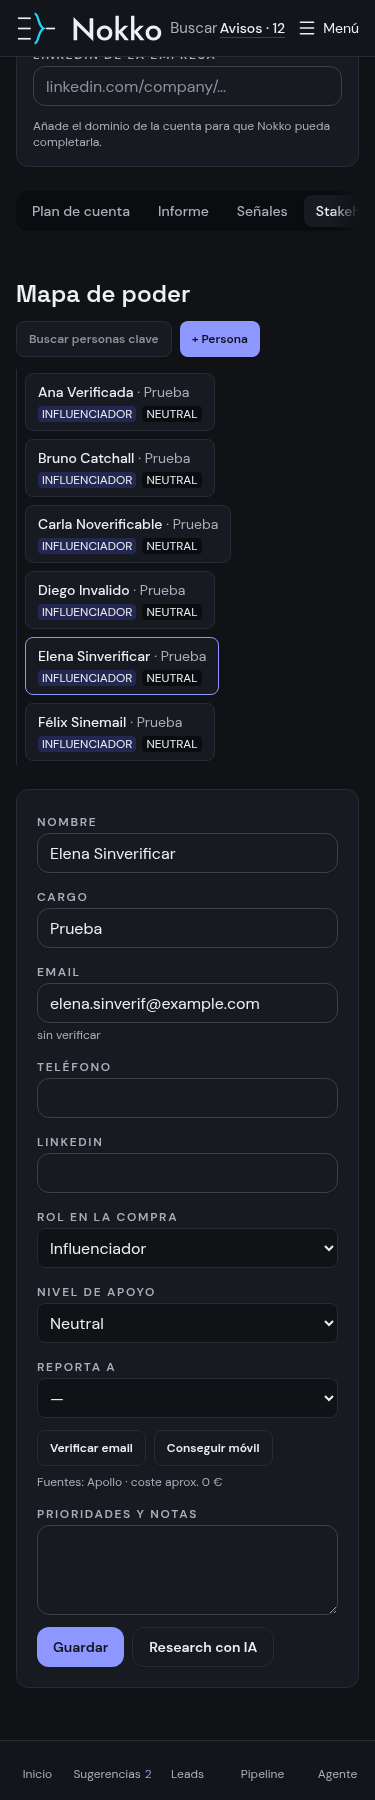 Nokko Buscar Avisos · 12 Menú
LINKEDIN DE LA EMPRESA
linkedin.com/company/...
Añade el dominio de la cuenta para que Nokko pueda
completarla.
Plan de cuenta Informe Señales Stakeh
Mapa de poder
Buscar personas clave + Persona
Ana Verificada · Prueba
INFLUENCIADOR NEUTRAL
Bruno Catchall · Prueba
INFLUENCIADOR NEUTRAL
Carla Noverificable · Prueba
INFLUENCIADOR NEUTRAL
Diego Invalido · Prueba
INFLUENCIADOR NEUTRAL
Elena Sinverificar · Prueba
INFLUENCIADOR NEUTRAL
Félix Sinemail · Prueba
INFLUENCIADOR NEUTRAL
NOMBRE
Elena Sinverificar
CARGO
Prueba
EMAIL
elena.sinverif@example.com
sin verificar
TELÉFONO
LINKEDIN
ROL EN LA COMPRA
Influenciador
NIVEL DE APOYO
Neutral
REPORTA A
—
Verificar email Conseguir móvil
Fuentes: Apollo · coste aprox. 0 €
PRIORIDADES Y NOTAS
Guardar Research con IA
Inicio Sugerencias 2 Leads Pipeline Agente